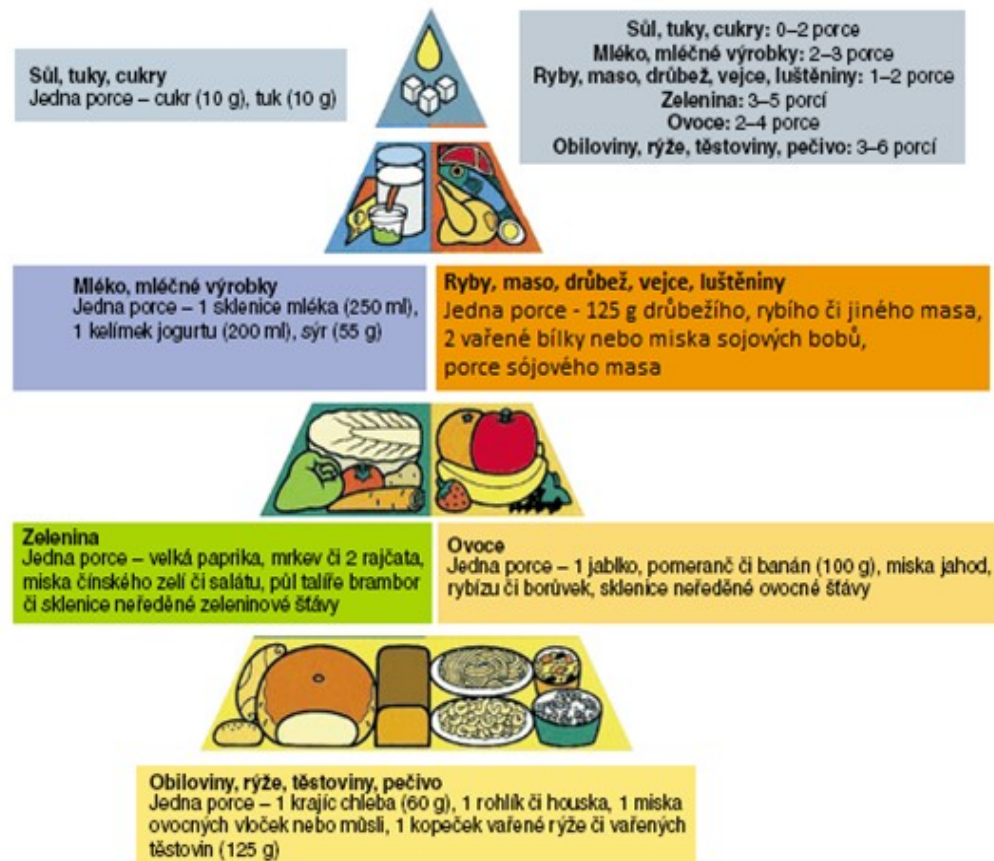 Sůl, tuky, cukry
Jedna porce – cukr (10 g), tuk (10 g)
Sůl, tuky, cukry: 0–2 porce
Mléko, mléčné výrobky: 2–3 porce
Ryby, maso, drůbež, vejce, luštěniny: 1–2 porce
Zelenina: 3–5 porcí
Ovoce: 2–4 porce
Obiloviny, rýže, těstoviny, pečivo: 3–6 porcí
Mléko, mléčné výrobky
Jedna porce – 1 sklenice mléka (250 ml),
1 kelímek jogurtu (200 ml), sýr (55 g)
Ryby, maso, drůbež, vejce, luštěniny
Jedna porce - 125 g drůbežího, rybího či jiného masa,
2 vařené bílky nebo miska sojových bobů,
porce sójového masa
Zelenina
Jedna porce – velká paprika, mrkev či 2 rajčata,
miska čínského zelí či salátu, půl talíře brambor
či sklenice neředěné zeleninové šťávy
Ovoce
Jedna porce – 1 jablko, pomeranč či banán (100 g), miska jahod,
rybízu či borůvek, sklenice neředěné ovocné šťávy
Obiloviny, rýže, těstoviny, pečivo
Jedna porce – 1 krajíc chleba (60 g), 1 rohlík či houska, 1 miska
ovocných vloček nebo műsli, 1 kopeček vařené rýže či vařených
těstovin (125 g)